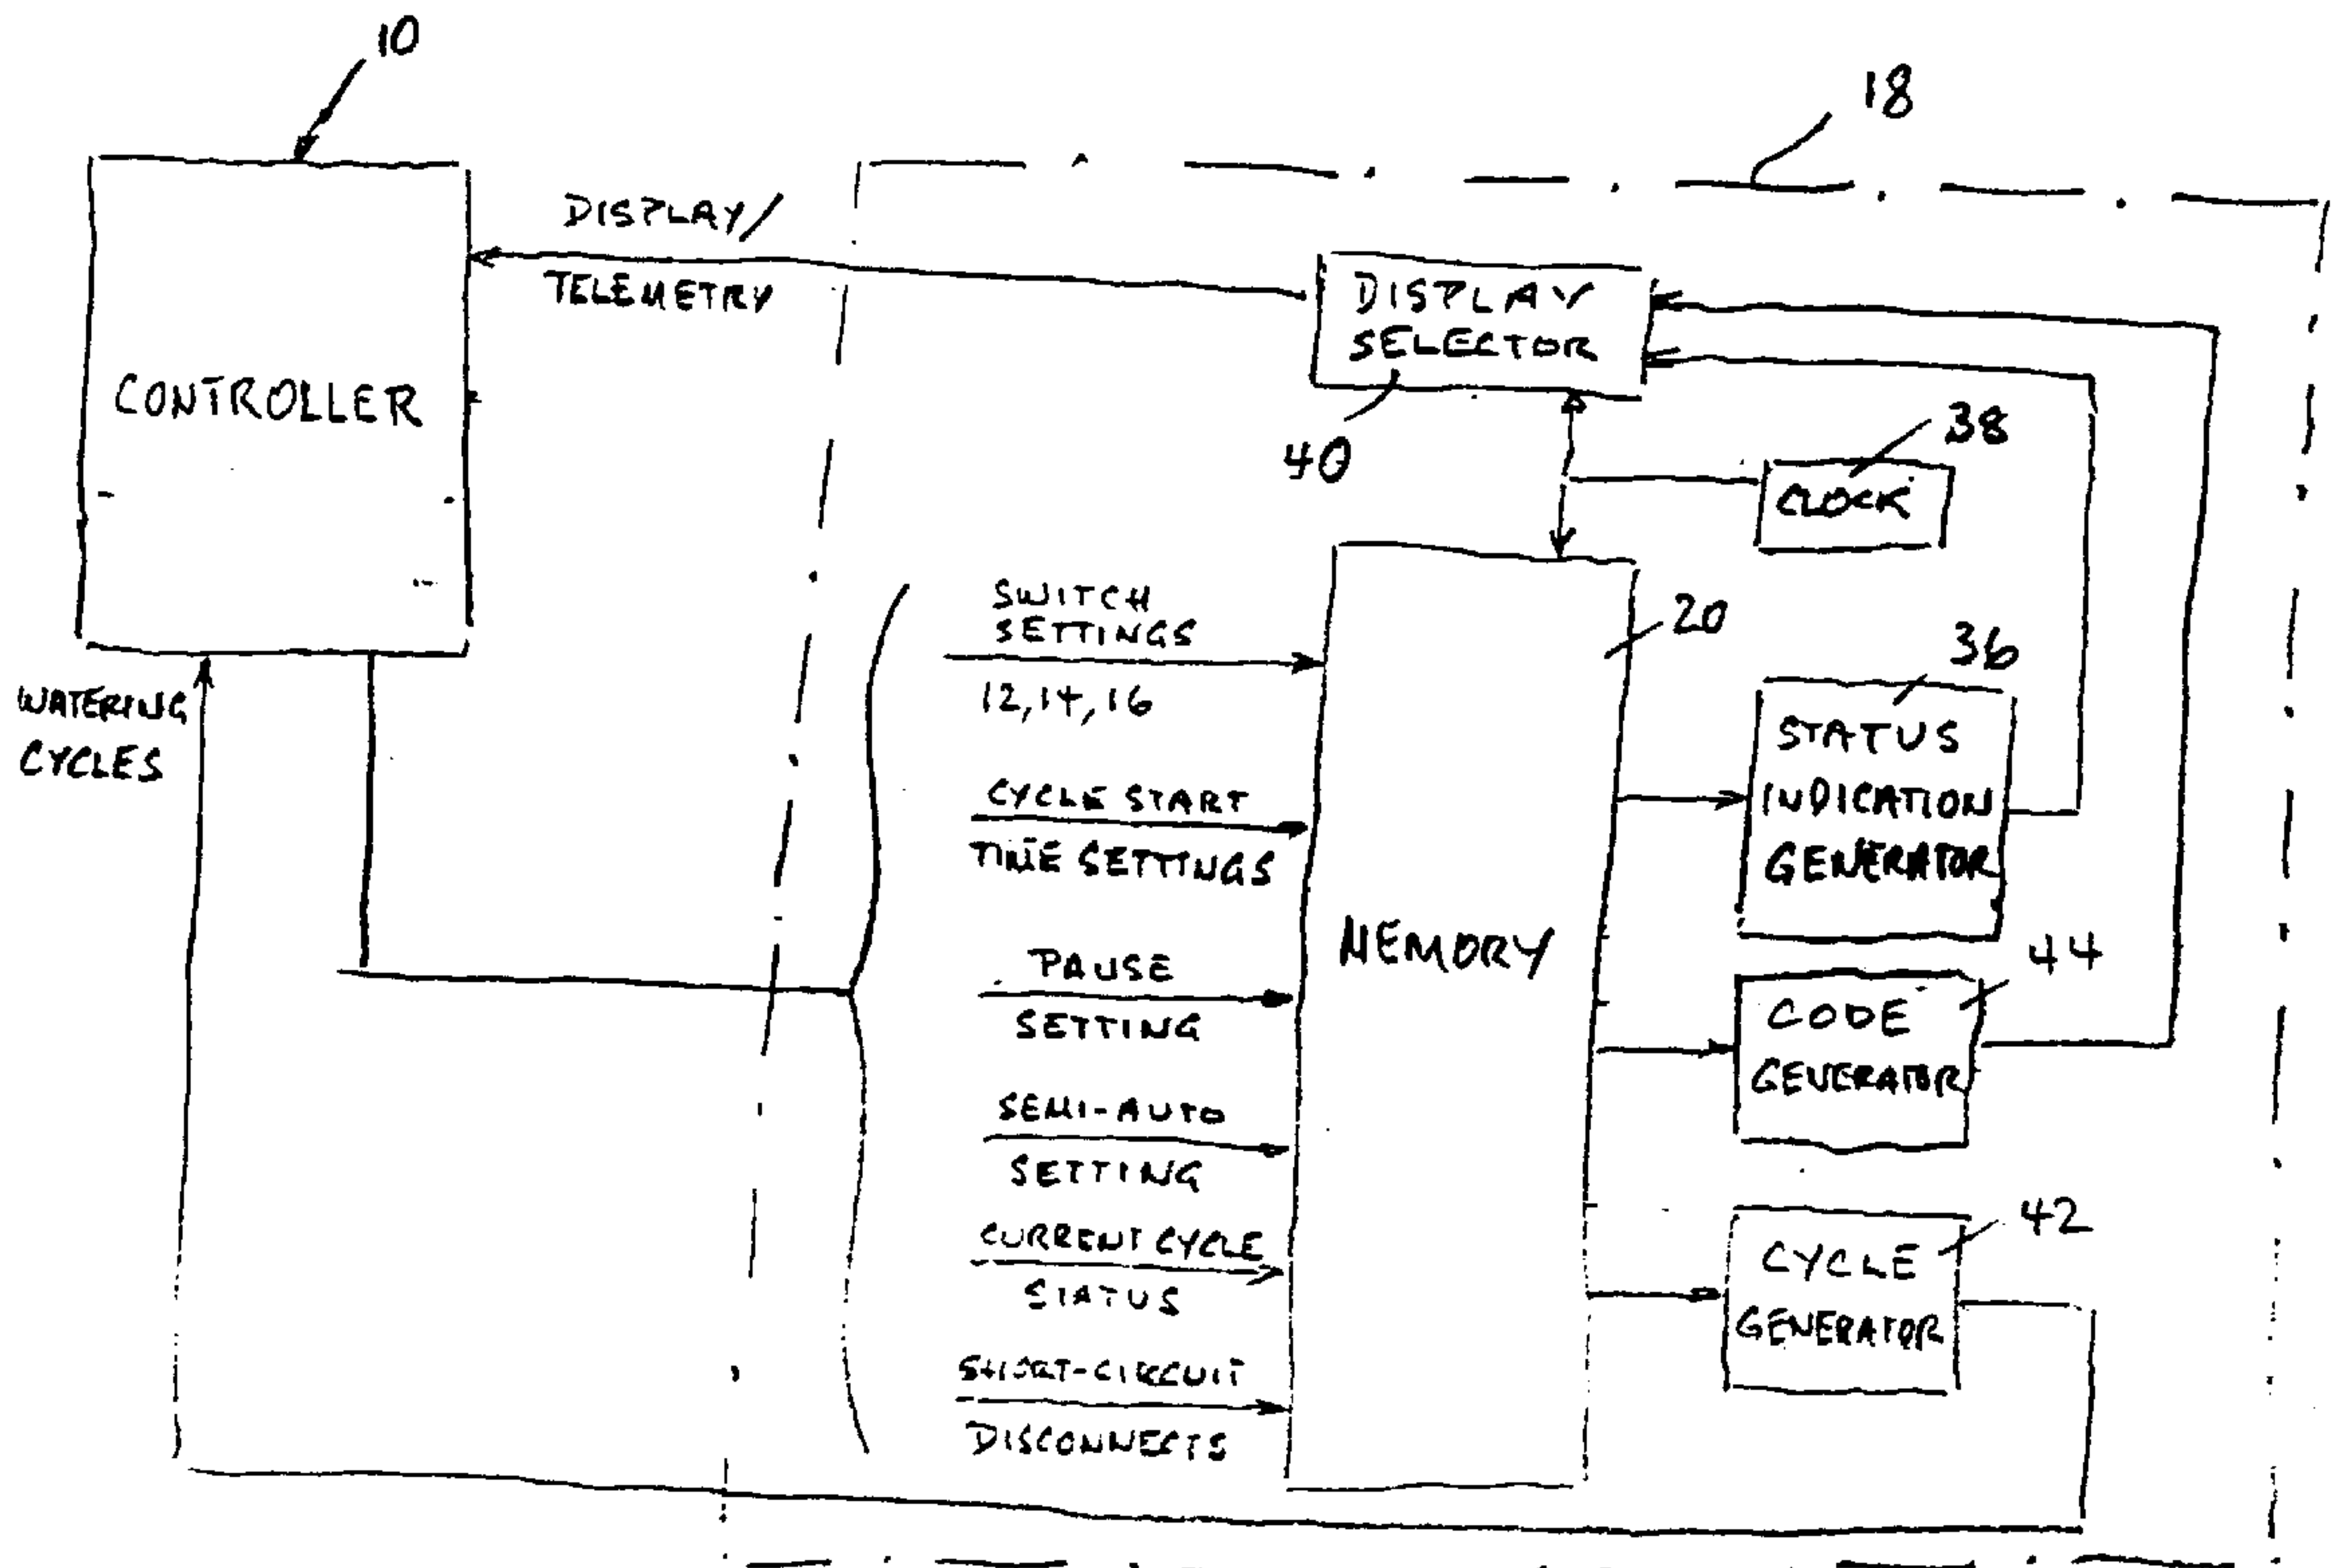 10
18
DISPLAY/
TELEMETRY
DISPLAY
SELECTOR
CONTROLLER
40
38
CLOCK
SWITCH
SETTINGS
12, 14, 16
20
36
WATERING
CYCLES
STATUS
INDICATION
GENERATOR
CYCLE START
TIME SETTINGS
MEMORY
PAUSE
SETTING
44
CODE
GENERATOR
SEMI-AUTO
SETTING
42
CURRENT CYCLE
STATUS
CYCLE
GENERATOR
SHORT-CIRCUIT
DISCONNECTS